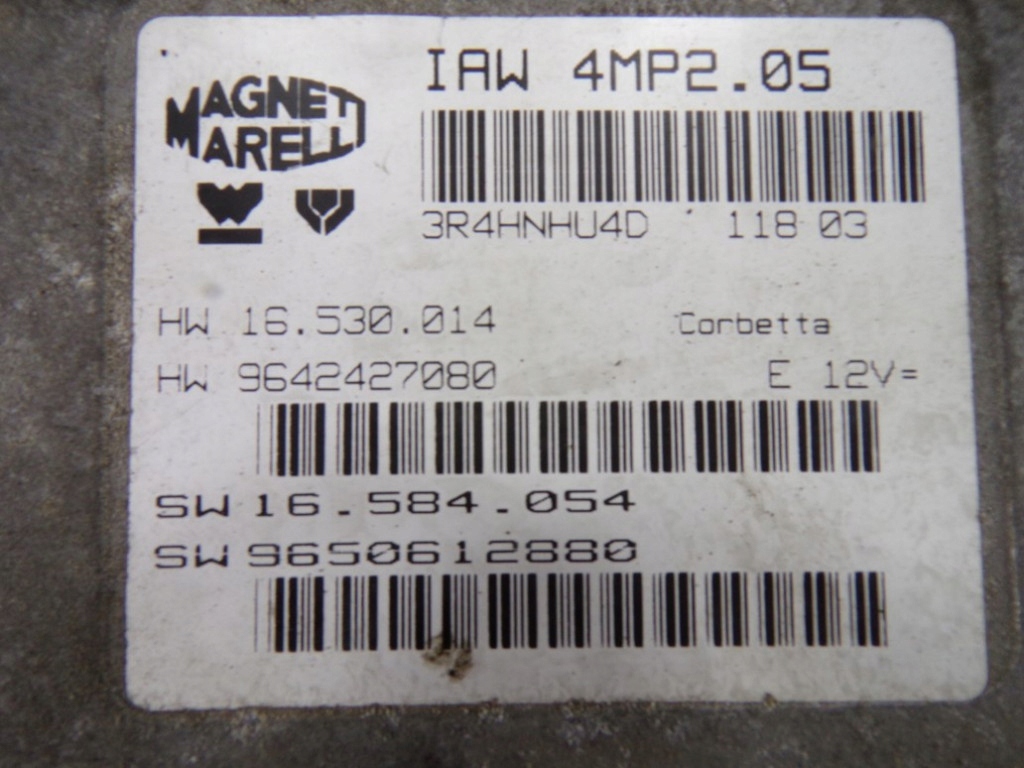 MAGNETI
MARELLI
IAW 4MP2.05
3R4HNHU4D 118 03
HW 16.530.014
Corbetta
HW 9642427080
E 12V=
SW 16.584.054
SW 9650612880